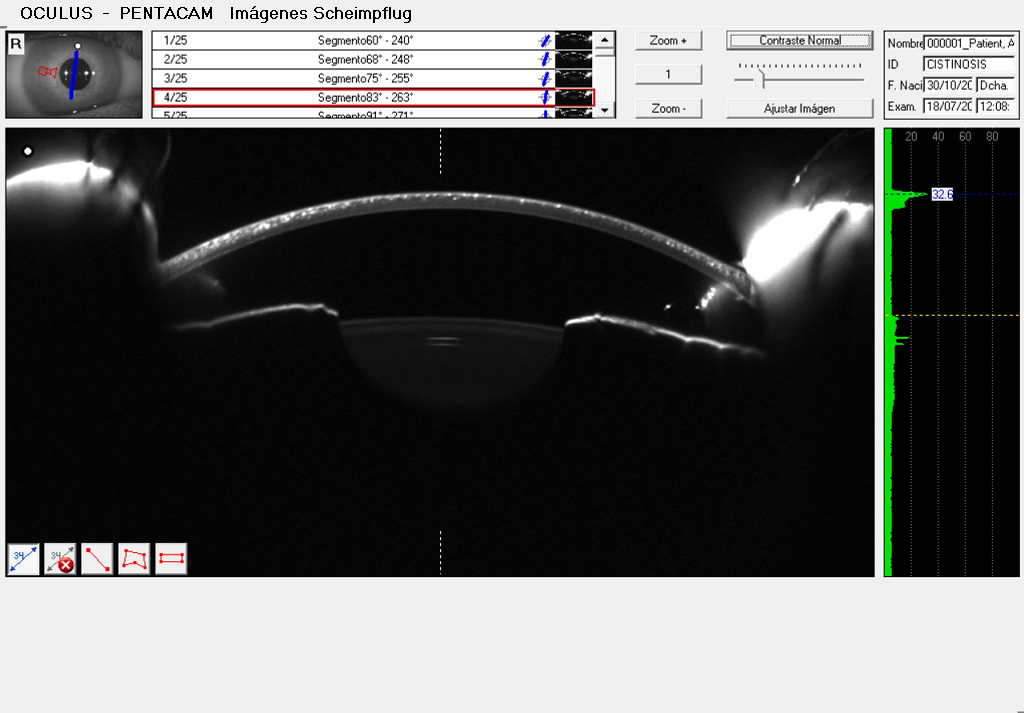 OCULUS - PENTACAM Imágenes Scheimpflug
R
1/25 Segmento60° - 240°
2/25 Segmento68° - 248°
3/25 Segmento75° - 255°
4/25 Segmento83° - 263°
5/25 Segmento91° - 271°
Zoom +
1
Zoom -
Contraste Normal
Ajustar Imágen
Nombre 000001_Patient, A
ID CISTINOSIS
F. Naci 30/10/20 Dcha.
Exam. 18/07/20 12:08:
20 40 60 80
32.6
34
34